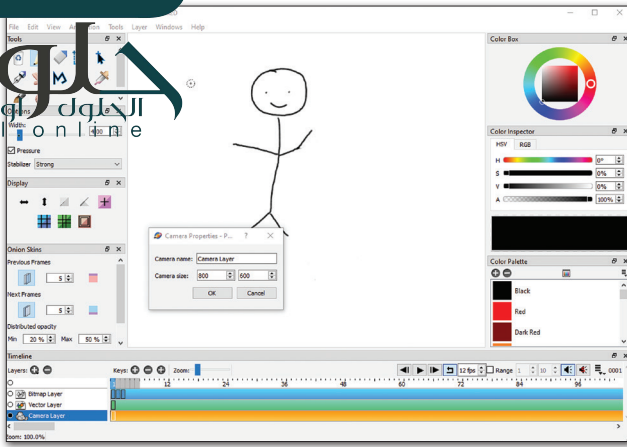 File Edit View Animation Tools Layer Windows Help
Tools
حلول
الحلول
online
Options
Width:
400
Pressure
Stabilizer Strong
Display
Onion Skins
Previous Frames
5
Next Frames
5
Distributed opacity
Min 20 % Max 50 %
Camera Properties - P... ?
Camera name: Camera Layer
Camera size: 800 600
OK Cancel
Color Box
Color Inspector
HSV RGB
H 0°
S 0%
V 0%
A 100%
Color Palette
Black
Red
Dark Red
Timeline
Layers: Keys: Zoom: 12 fps Range 1 10 0001
12 24 36 48 60 72 84 96
Bitmap Layer
Vector Layer
Camera Layer
Zoom: 100.0%